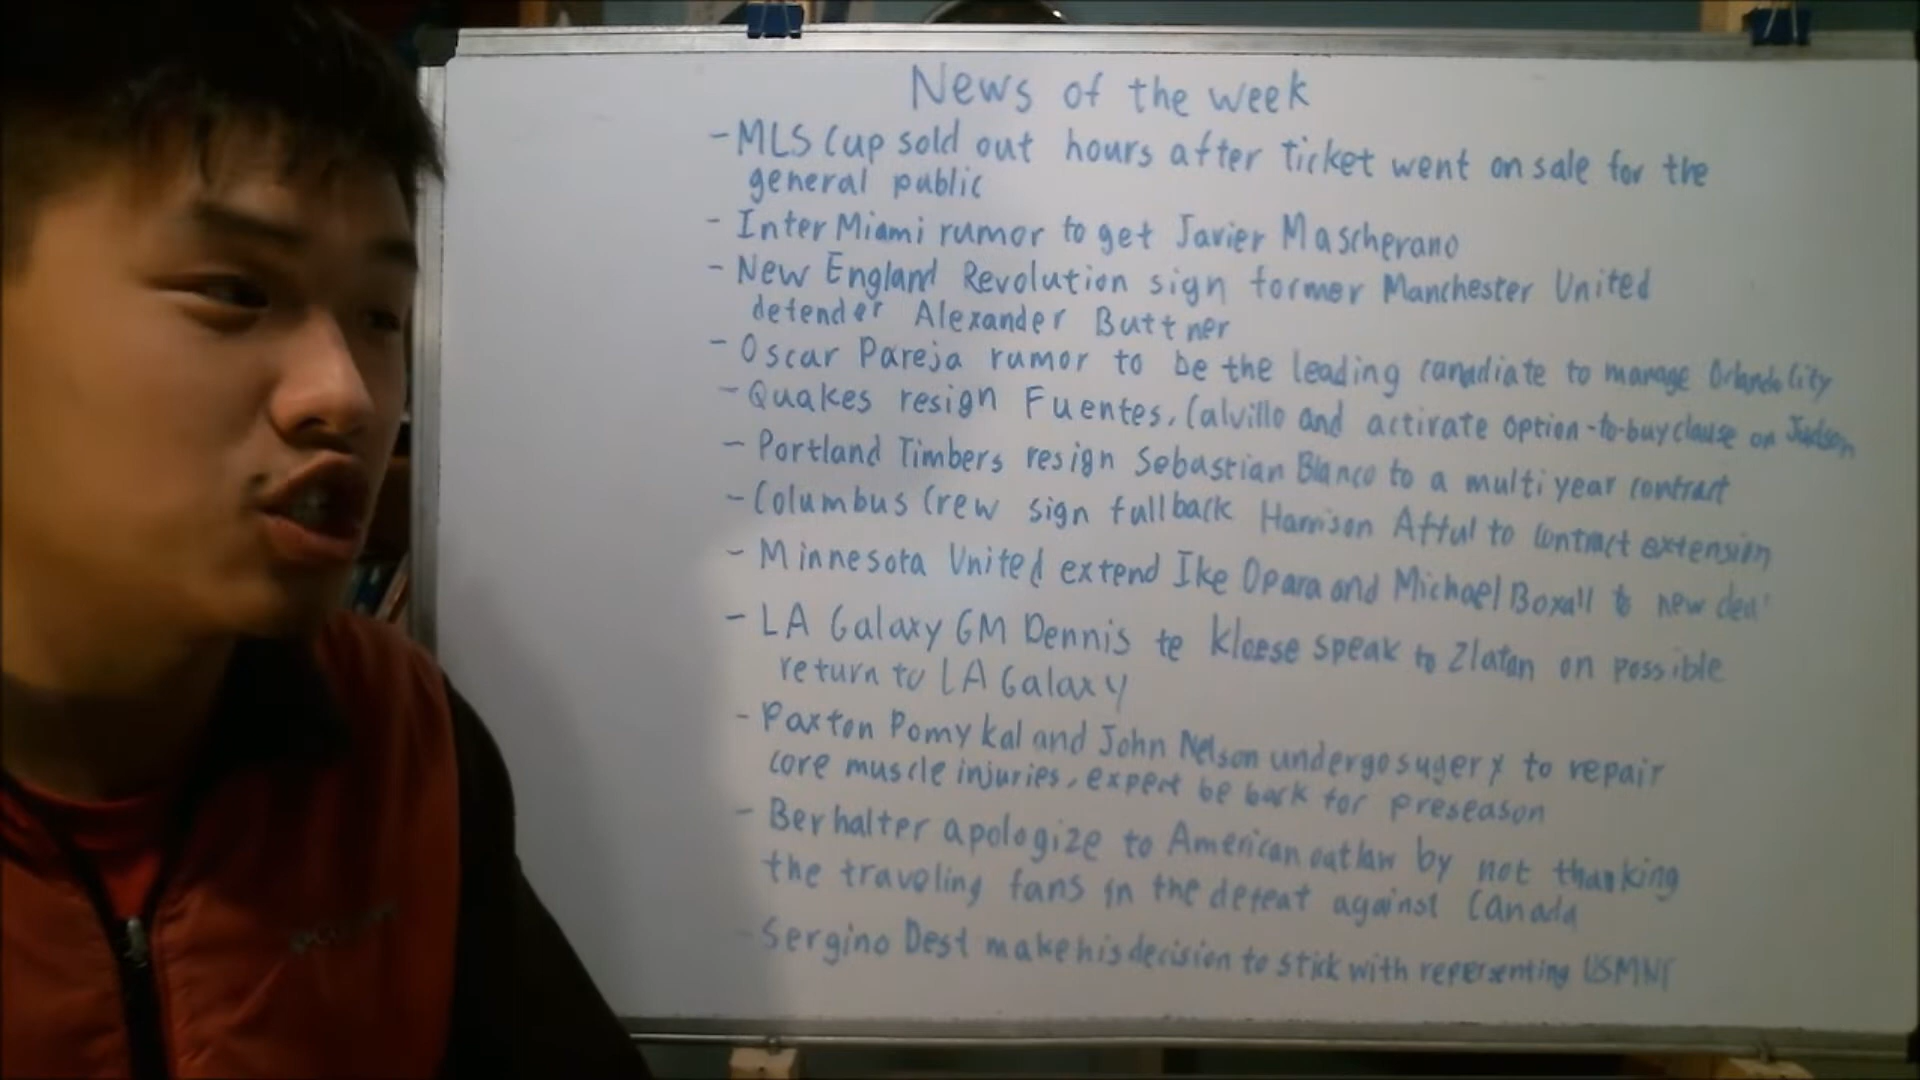 News of the week
- MLS Cup sold out hours after ticket went on sale for the
general public
- Inter Miami rumor to get Javier Mascherano
- New England Revolution sign former Manchester United
defender Alexander Buttner
- Oscar Pareja rumor to be the leading canadiate to manage Orlando City
- Quakes resign Fuentes, Calvillo and activate option-to-buy clause on Judson
- Portland Timbers resign Sebastian Blanco to a multi year contract
- Columbus Crew sign fullback Harrison Afful to contract extension
- Minnesota United extend Ike Opara and Michael Boxall to new deal
- LA Galaxy GM Dennis te kloese speak to Zlatan on possible
return to LA Galaxy
- Paxton Pomykal and John Nelson undergo sugery to repair
core muscle injuries, expect be back for preseason
- Berhalter apologize to American outlaw by not thanking
the traveling fans in the defeat against Canada
- Sergino Dest make his decision to stick with repersenting USMNT